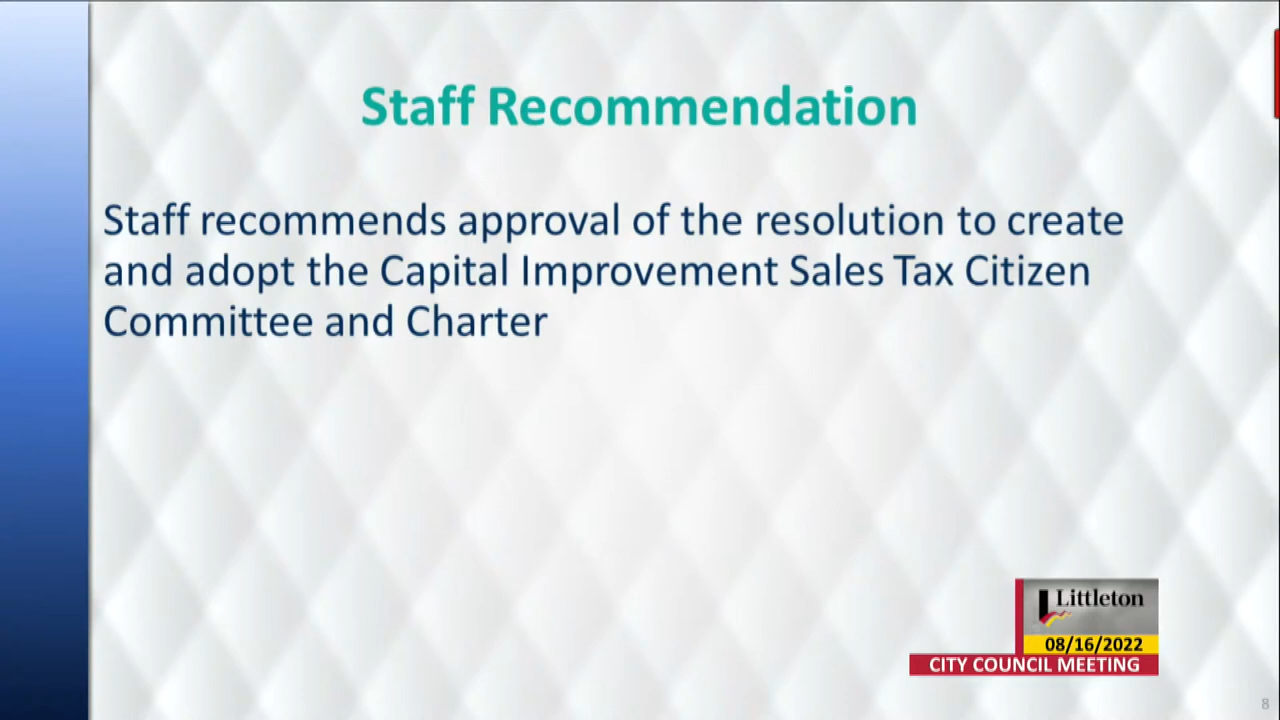 Staff Recommendation
Staff recommends approval of the resolution to create
and adopt the Capital Improvement Sales Tax Citizen
Committee and Charter
Littleton
08/16/2022
CITY COUNCIL MEETING
8